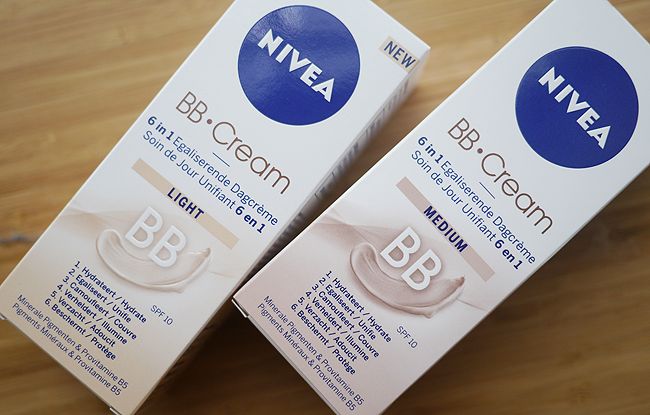 NIVEA
NEW
BB•Cream
6 in 1 Egaliserende Dagcrème
Soin de Jour Unifiant 6 en 1
LIGHT
BB
SPF 10
1. Hydrateert / Hydrate
2. Egaliseert / Unifie
3. Camoufleert / Couvre
4. Verheldert / Illumine
5. Verzacht / Adoucit
6. Beschermt / Protège
Minerale Pigmenten & Provitamine B5
Pigments Minéraux & Provitamine B5
NIVEA
BB•Cream
6 in 1 Egaliserende Dagcrème
Soin de Jour Unifiant 6 en 1
MEDIUM
BB
SPF 10
1. Hydrateert / Hydrate
2. Egaliseert / Unifie
3. Camoufleert / Couvre
4. Verheldert / Illumine
5. Verzacht / Adoucit
6. Beschermt / Protège
Minerale Pigmenten & Provitamine B5
Pigments Minéraux & Provitamine B5